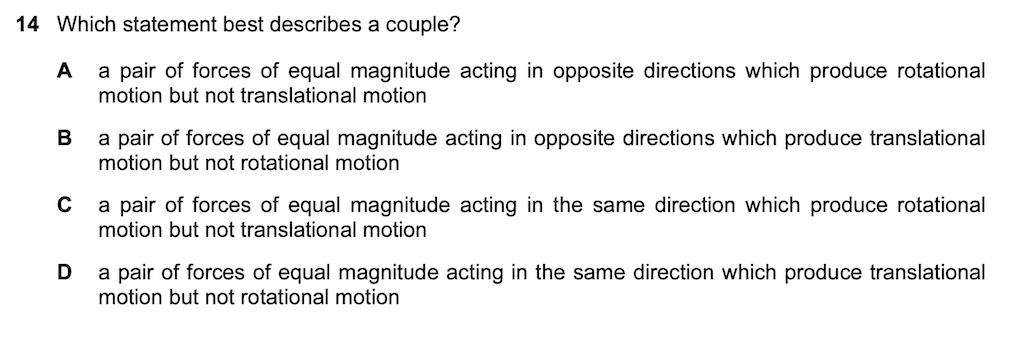 14 Which statement best describes a couple?
A a pair of forces of equal magnitude acting in opposite directions which produce rotational
motion but not translational motion
B a pair of forces of equal magnitude acting in opposite directions which produce translational
motion but not rotational motion
C a pair of forces of equal magnitude acting in the same direction which produce rotational
motion but not translational motion
D a pair of forces of equal magnitude acting in the same direction which produce translational
motion but not rotational motion